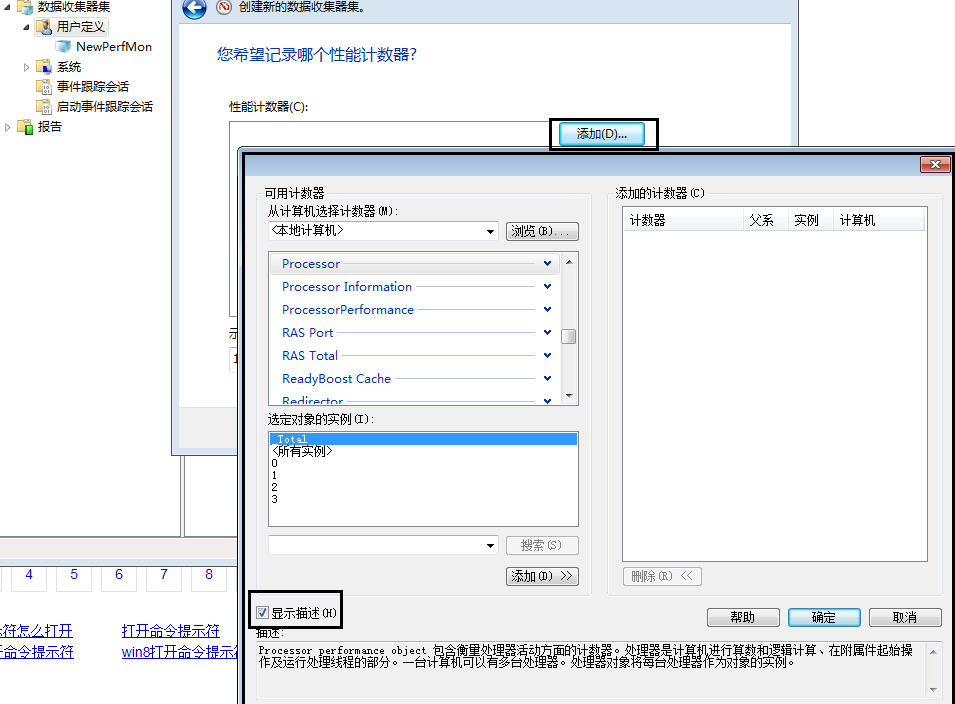 数据收集器集
用户定义
NewPerfMon
系统
事件跟踪会话
启动事件跟踪会话
报告
创建新的数据收集器集。
您希望记录哪个性能计数器?
性能计数器(C):
添加(D)...
可用计数器
从计算机选择计数器(M):
<本地计算机>
浏览(B)...
Processor
Processor Information
ProcessorPerformance
RAS Port
RAS Total
ReadyBoost Cache
Redirector
选定对象的实例(I):
_Total
<所有实例>
0
1
2
3
搜索(S)
添加(D) >>
添加的计数器(C)
计数器 父系 实例 计算机
删除(R) <<
显示描述(H)
帮助 确定 取消
描述:
Processor performance object 包含衡量处理器活动方面的计数器。处理器是计算机进行算数和逻辑计算、在附属件起始操
作及运行处理线程的部分。一台计算机可以有多台处理器。处理器对象将每台处理器作为对象的实例。
4 5 6 7 8
符怎么打开 打开命令提示符
命令提示符 win8打开命令提示